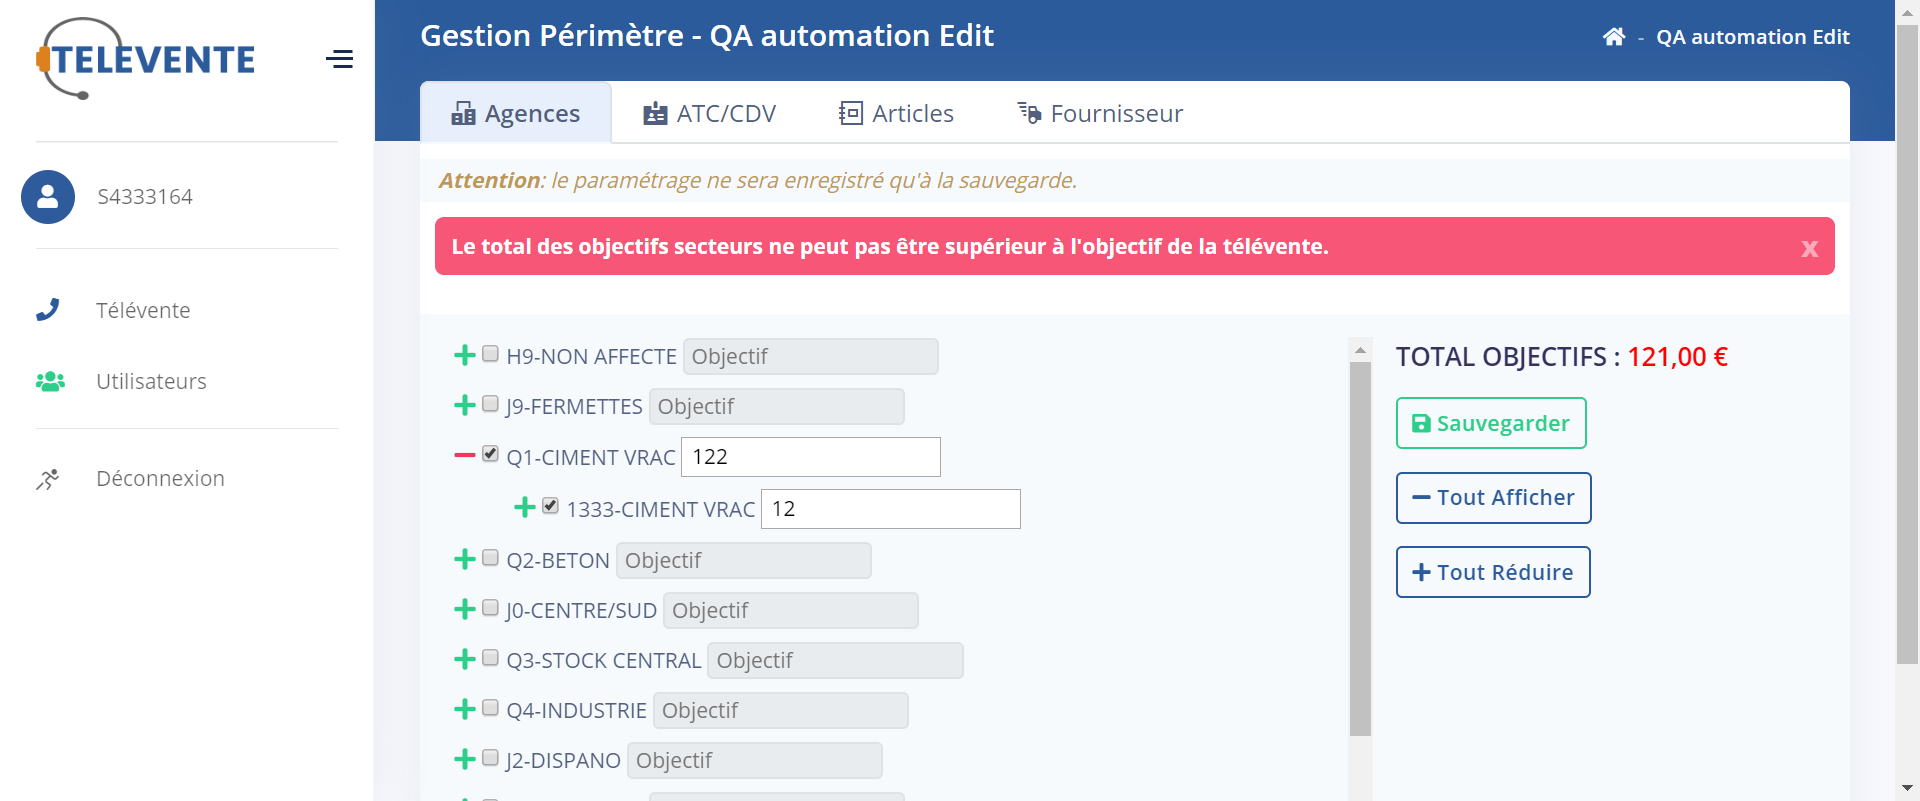 TELEVENTE
Gestion Périmètre - QA automation Edit
- QA automation Edit
Agences
ATC/CDV
Articles
Fournisseur
S4333164
Attention: le paramétrage ne sera enregistré qu'à la sauvegarde.
Le total des objectifs secteurs ne peut pas être supérieur à l'objectif de la télévente.
x
Télévente
Utilisateurs
Déconnexion
H9-NON AFFECTE Objectif
J9-FERMETTES Objectif
Q1-CIMENT VRAC 122
1333-CIMENT VRAC 12
Q2-BETON Objectif
J0-CENTRE/SUD Objectif
Q3-STOCK CENTRAL Objectif
Q4-INDUSTRIE Objectif
J2-DISPANO Objectif
TOTAL OBJECTIFS : 121,00 €
Sauvegarder
Tout Afficher
Tout Réduire